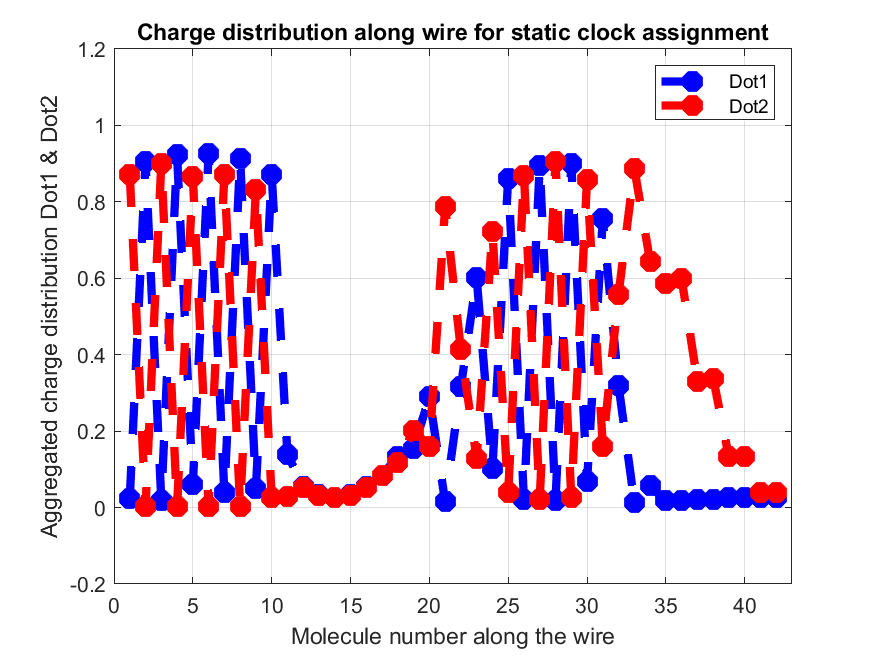 Charge distribution along wire for static clock assignment
Aggregated charge distribution Dot1 & Dot2
1.2
1
0.8
0.6
0.4
0.2
0
-0.2
Dot1
Dot2
0 5 10 15 20 25 30 35 40
Molecule number along the wire